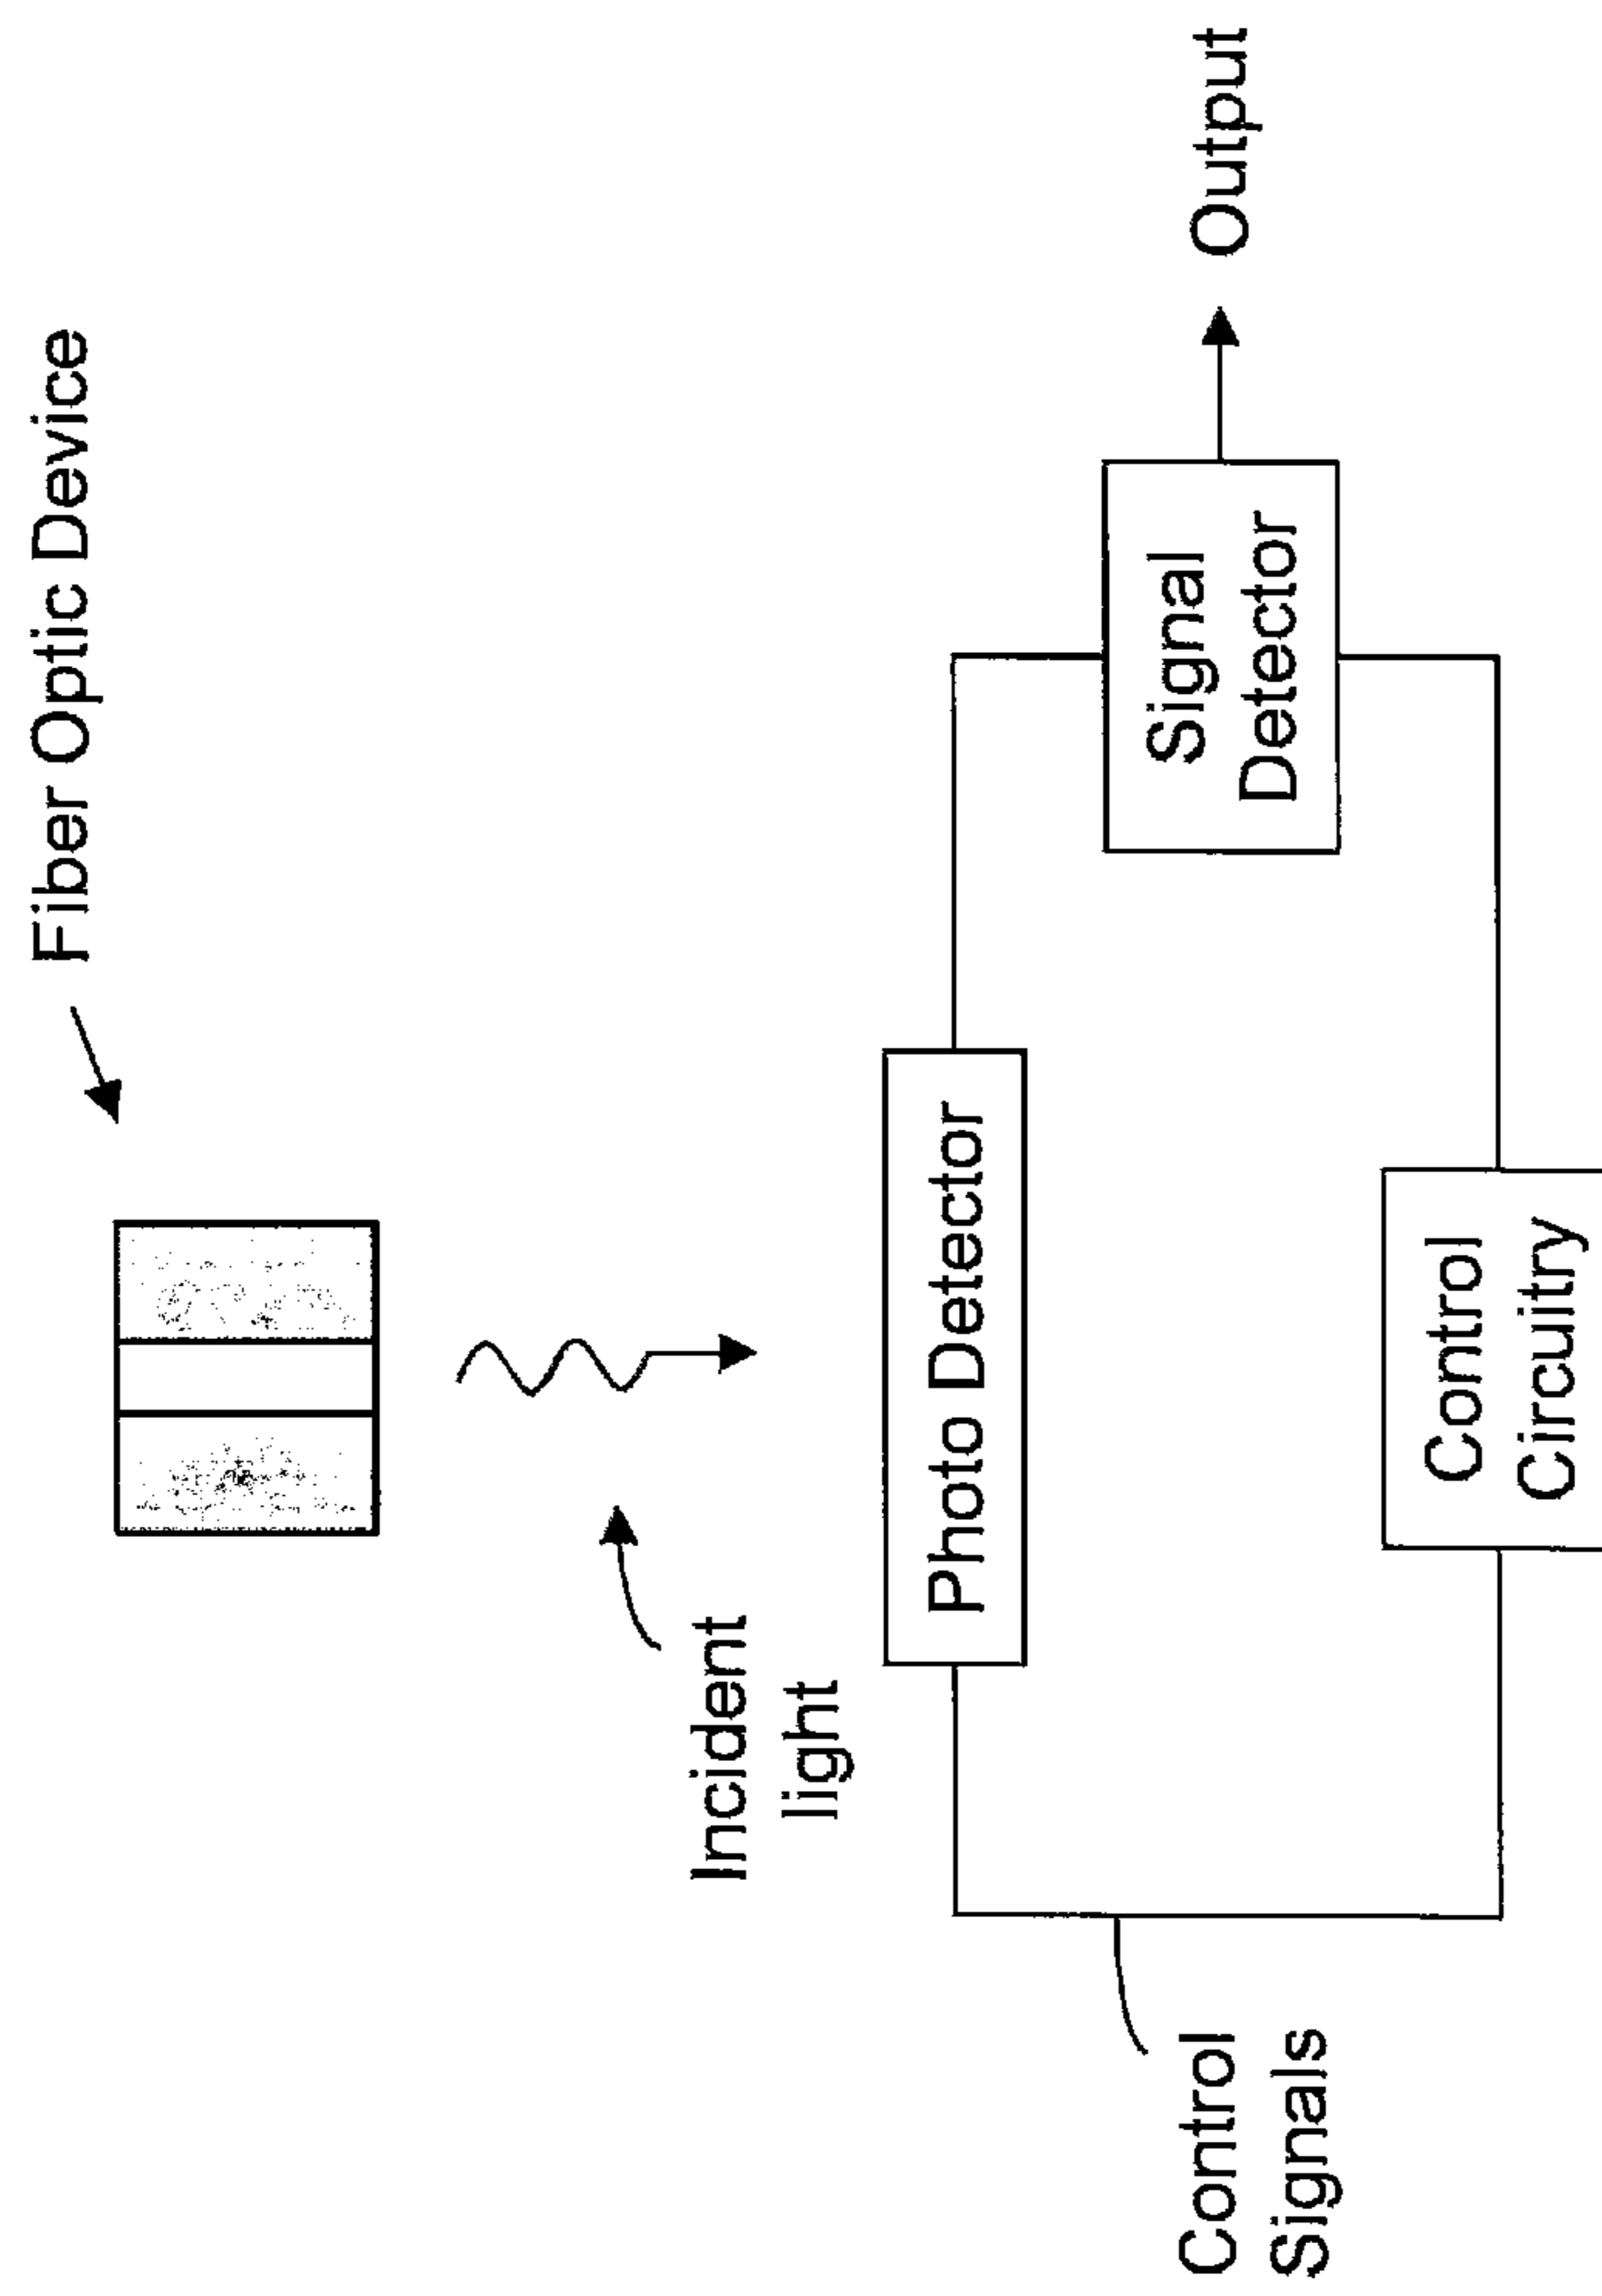 Fiber Optic Device
Incident
light
Photo Detector
Control
Signals
Signal
Detector
Output
Control
Circuitry